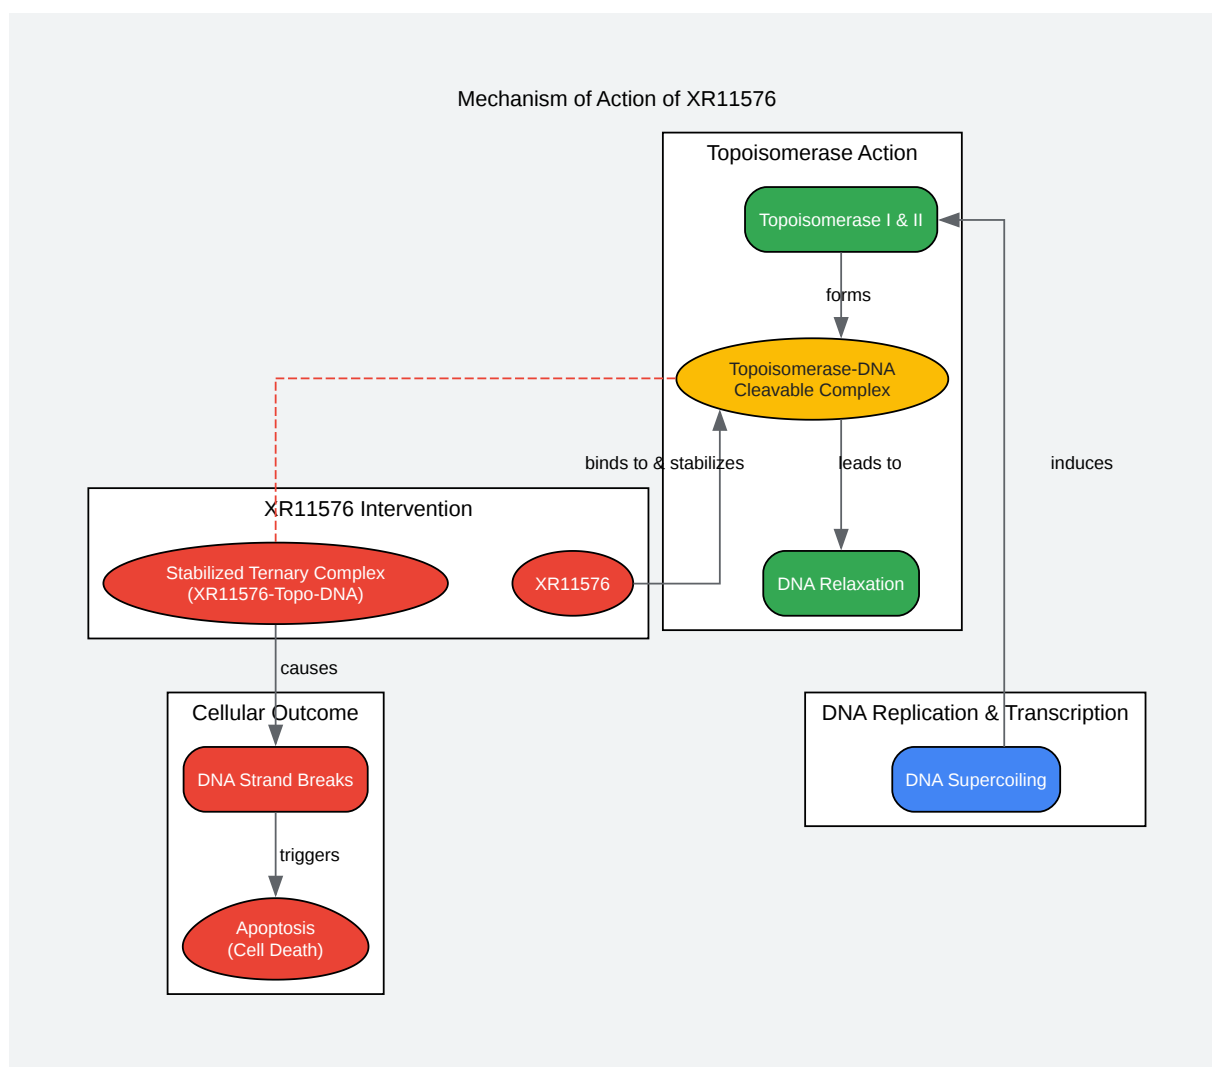 Mechanism of Action of XR11576
Topoisomerase Action
Topoisomerase I & II
forms
Topoisomerase-DNA
Cleavable Complex
binds to & stabilizes
leads to
induces
XR11576 Intervention
Stabilized Ternary Complex
(XR11576-Topo-DNA)
XR11576
DNA Relaxation
causes
Cellular Outcome
DNA Replication & Transcription
DNA Strand Breaks
DNA Supercoiling
triggers
Apoptosis
(Cell Death)